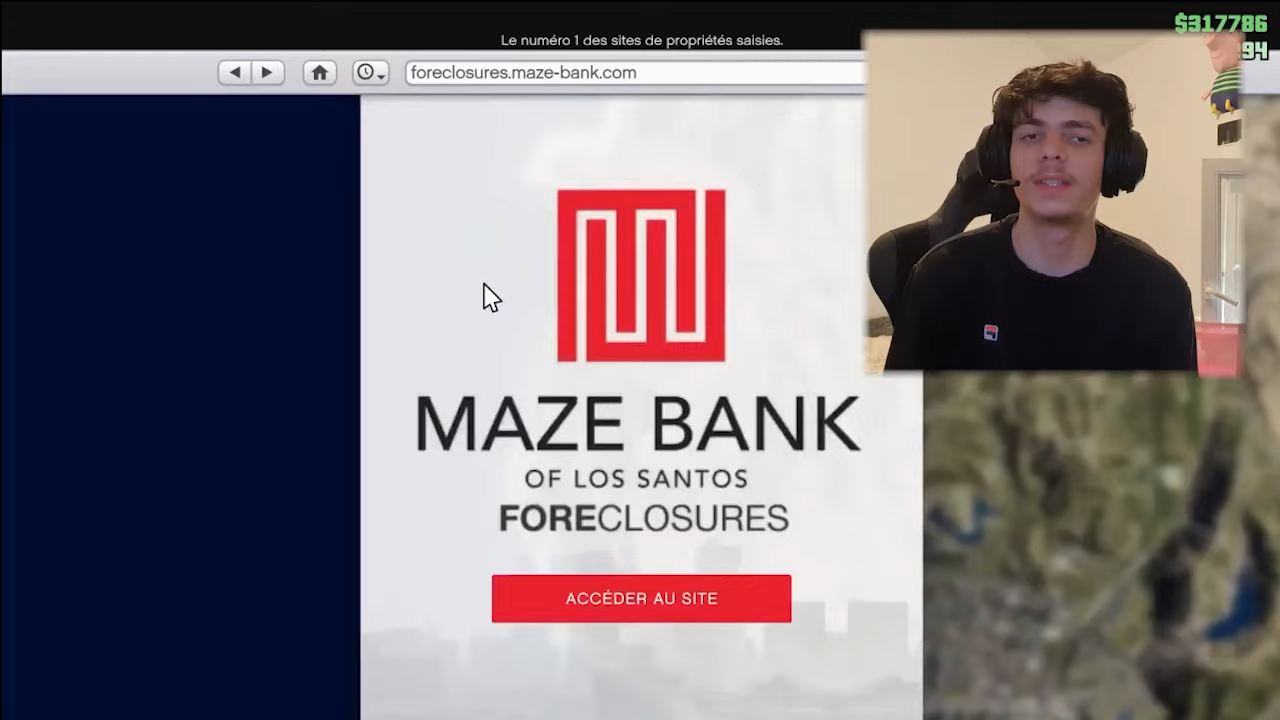 $317786
94
Le numéro 1 des sites de propriétés saisies.
foreclosures.maze-bank.com
MAZE BANK
OF LOS SANTOS
FORECLOSURES
ACCÉDER AU SITE